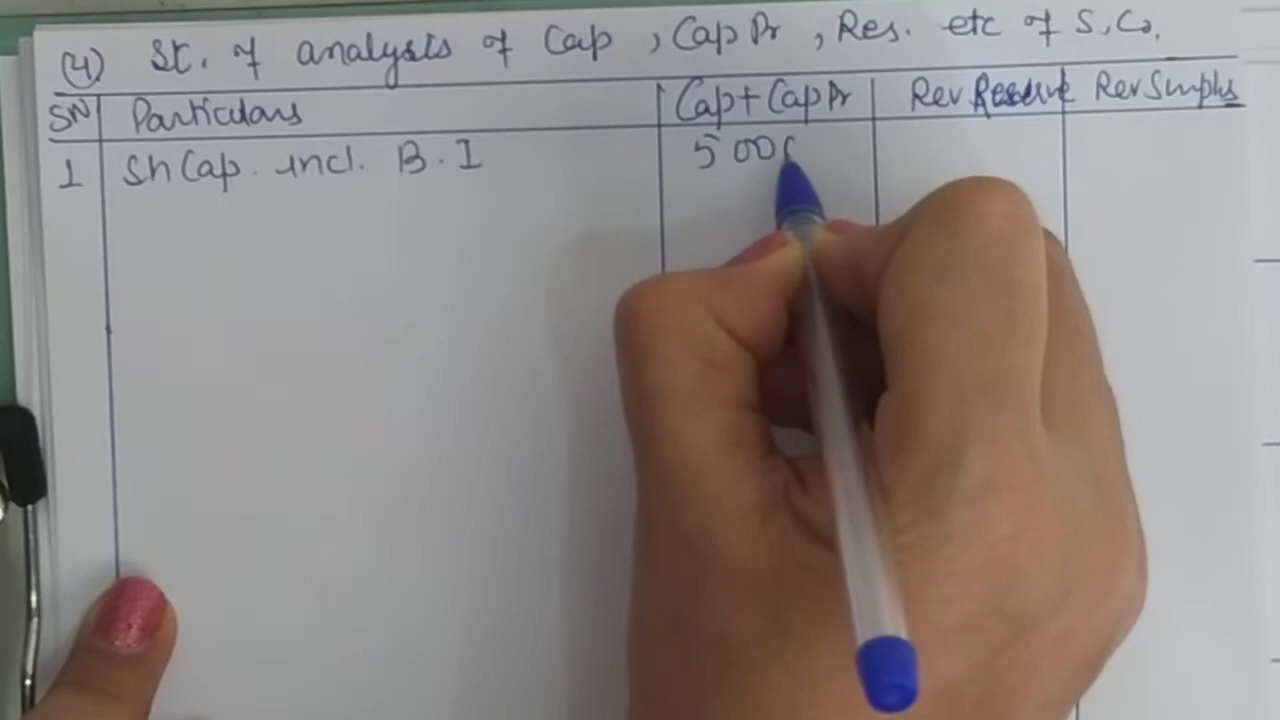 (4) St. of analysis of Cap, Cap Pr, Res. etc of S.Co.
SN Particulars Cap+Cap Pr Rev Reserve Rev Surplus
1 Sh Cap. incl. B.I 500